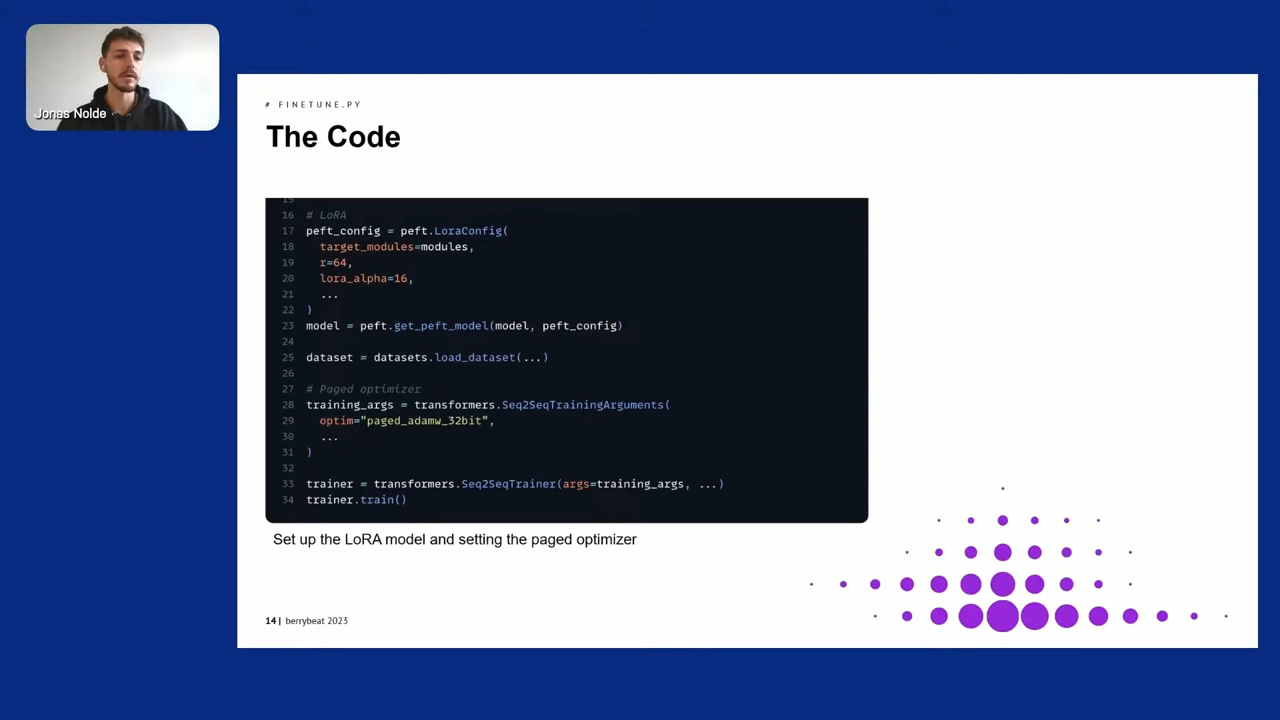 Jonas Nolde
# FINETUNE.PY
The Code
15
16 # LoRA
17 peft_config = peft.LoraConfig(
18   target_modules=modules,
19   r=64,
20   lora_alpha=16,
21   ...
22 )
23 model = peft.get_peft_model(model, peft_config)
24
25 dataset = datasets.load_dataset(...)
26
27 # Paged optimizer
28 training_args = transformers.Seq2SeqTrainingArguments(
29   optim="paged_adamw_32bit",
30   ...
31 )
32
33 trainer = transformers.Seq2SeqTrainer(args=training_args, ...)
34 trainer.train()
Set up the LoRA model and setting the paged optimizer
14 | berrybeat 2023